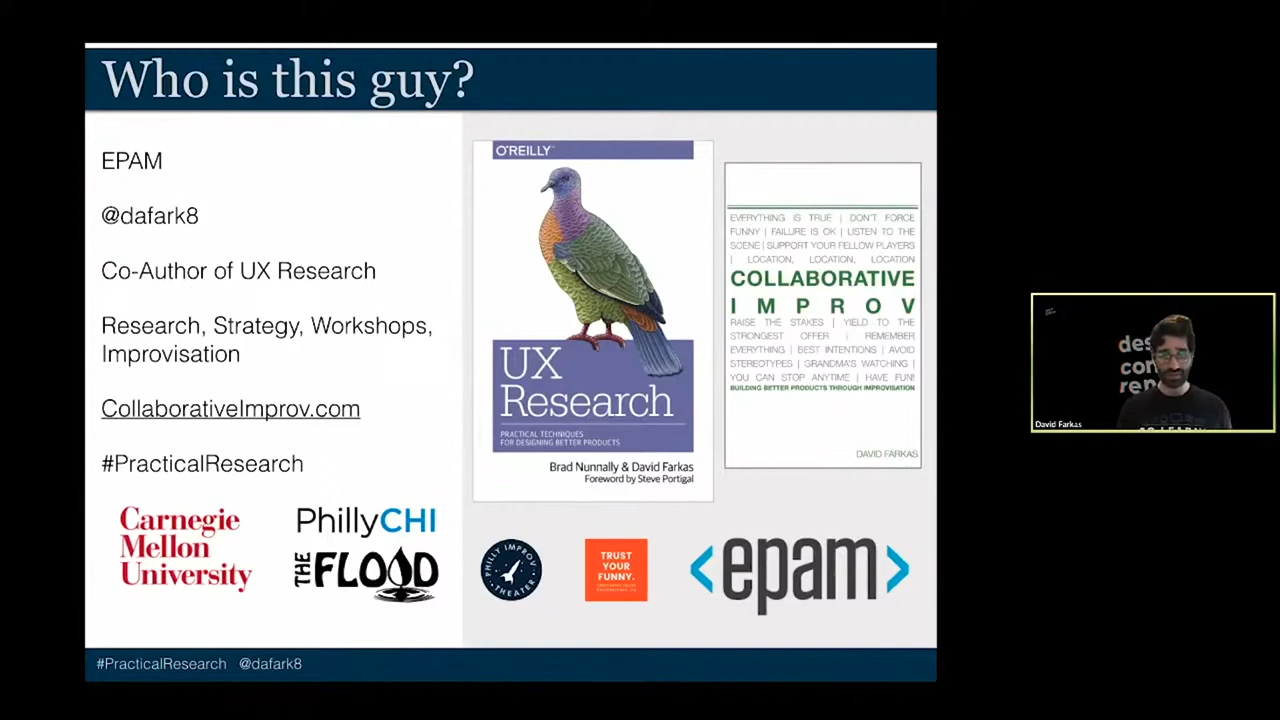 Who is this guy?
EPAM
@dafark8
Co-Author of UX Research
Research, Strategy, Workshops,
Improvisation
CollaborativeImprov.com
#PracticalResearch
Carnegie
Mellon
University
PhillyCHI
THE FLOOD
O'REILLY
UX
Research
PRACTICAL TECHNIQUES
FOR DESIGNING BETTER PRODUCTS
Brad Nunnally & David Farkas
Foreword by Steve Portigal
EVERYTHING IS TRUE | DON'T FORCE
FUNNY | FAILURE IS OK | LISTEN TO THE
SCENE | SUPPORT YOUR FELLOW PLAYERS
| LOCATION, LOCATION, LOCATION
COLLABORATIVE
IMPROV
RAISE THE STAKES | YIELD TO THE
STRONGEST OFFER | REMEMBER
EVERYTHING | BEST INTENTIONS | AVOID
STEREOTYPES | GRANDMA'S WATCHING |
YOU CAN STOP ANYTIME | HAVE FUN!
BUILDING BETTER PRODUCTS THROUGH IMPROVISATION
DAVID FARKAS
PHILLY IMPROV
THEATER
TRUST
YOUR
FUNNY.
<epam>
#PracticalResearch @dafark8
David Farkas